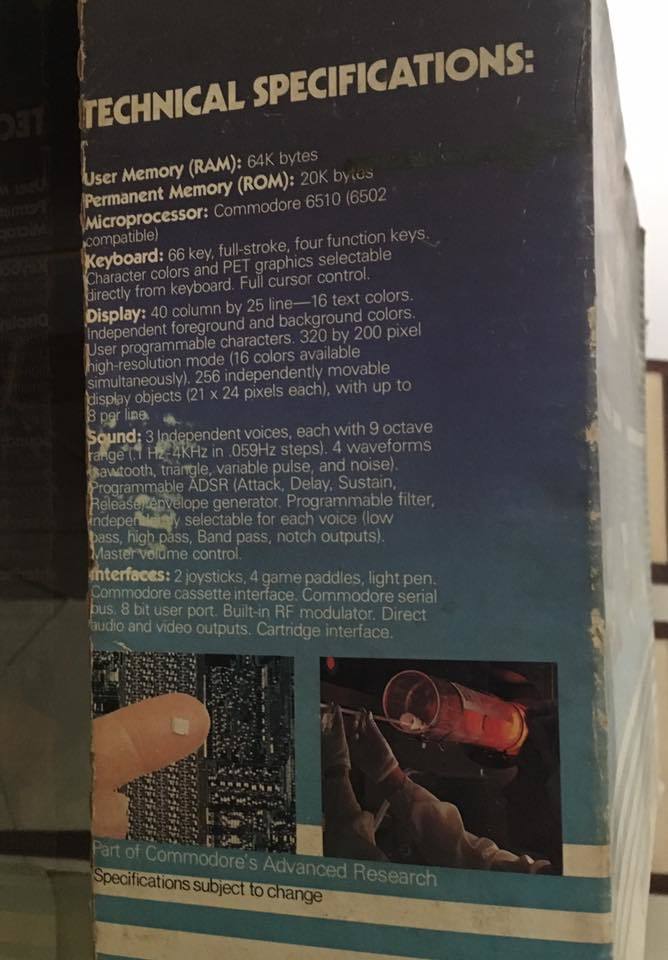 TECHNICAL SPECIFICATIONS:
User Memory (RAM): 64K bytes
Permanent Memory (ROM): 20K bytes
Microprocessor: Commodore 6510 (6502
compatible)
Keyboard: 66 key, full-stroke, four function keys.
Character colors and PET graphics selectable
directly from keyboard. Full cursor control.
Display: 40 column by 25 line—16 text colors.
Independent foreground and background colors.
User programmable characters. 320 by 200 pixel
high-resolution mode (16 colors available
simultaneously). 256 independently movable
display objects (21 x 24 pixels each), with up to
8 per line.
Sound: 3 Independent voices, each with 9 octave
range (.1 Hz- 4KHz in .059Hz steps). 4 waveforms
(sawtooth, triangle, variable pulse, and noise).
Programmable ADSR (Attack, Delay, Sustain,
Release) envelope generator. Programmable filter,
independently selectable for each voice (low
pass, high pass, Band pass, notch outputs).
Master volume control.
Interfaces: 2 joysticks, 4 game paddles, light pen.
Commodore cassette interface. Commodore serial
bus. 8 bit user port. Built-in RF modulator. Direct
audio and video outputs. Cartridge interface.
Part of Commodore's Advanced Research
Specifications subject to change